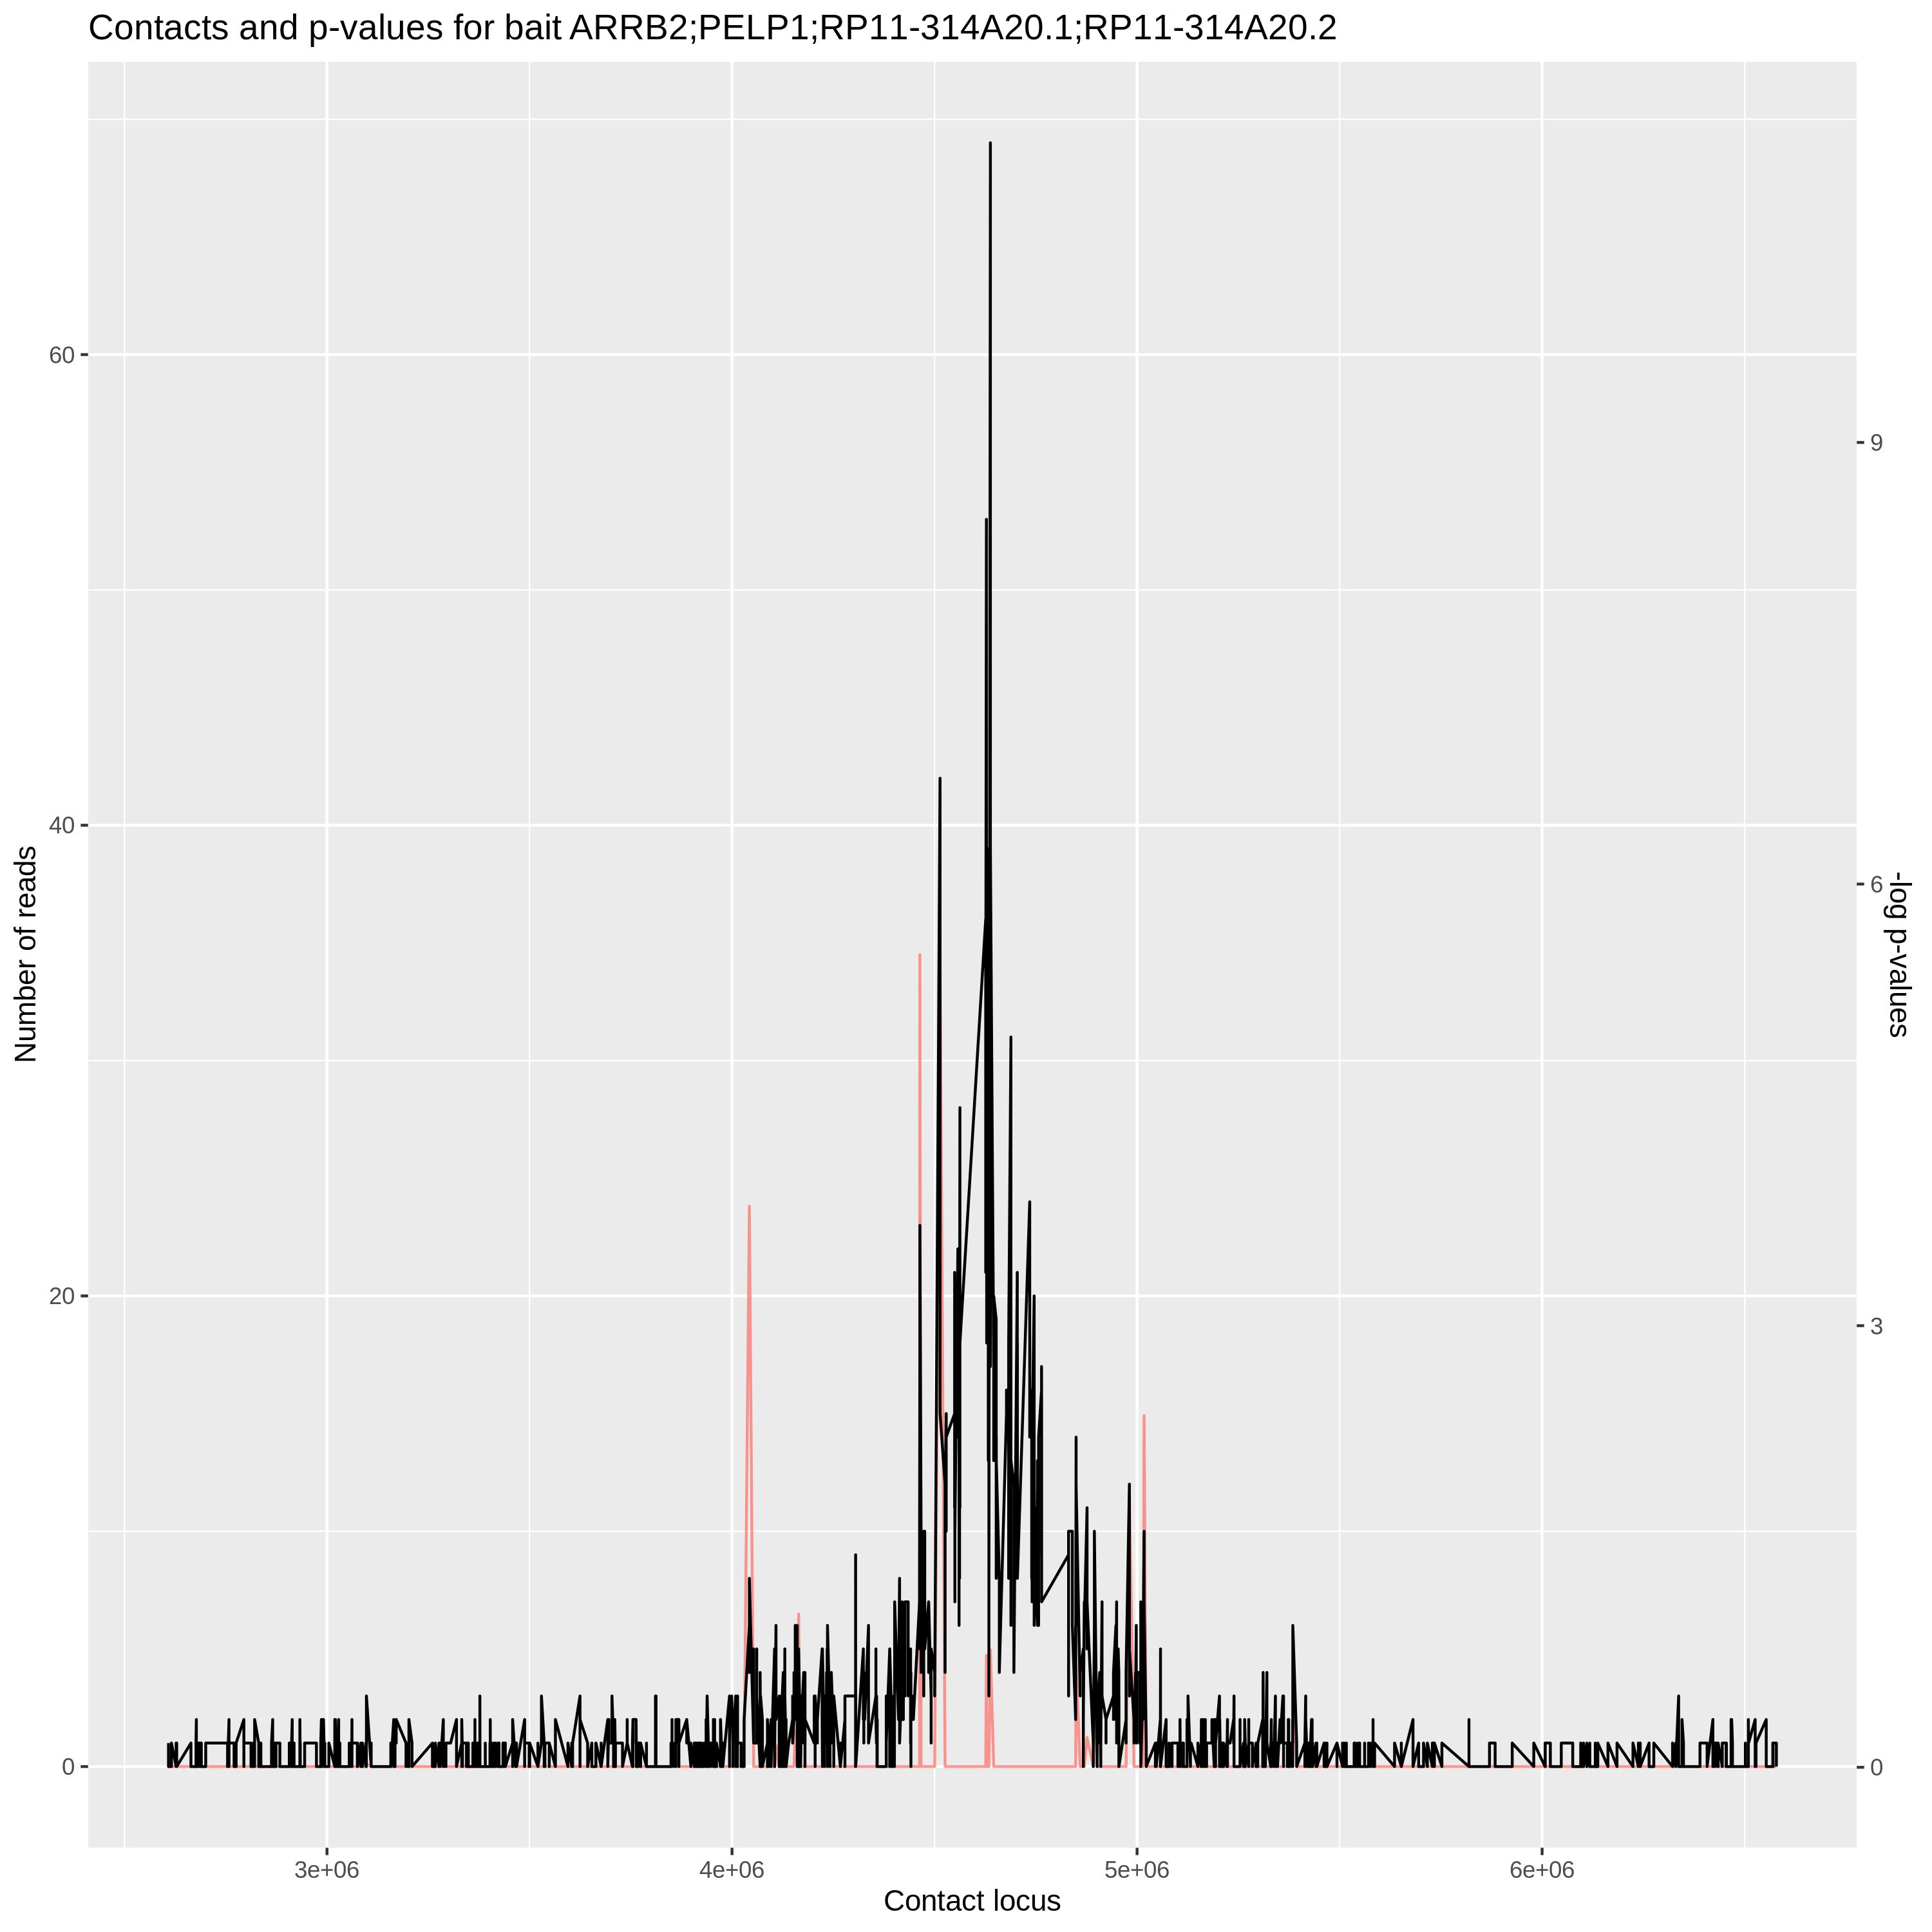 Contacts and p-values for bait ARRB2;PELP1;RP11-314A20.1;RP11-314A20.2
60
40
20
0
Number of reads
9
6
3
0
-log p-values
3e+06
4e+06
5e+06
6e+06
Contact locus